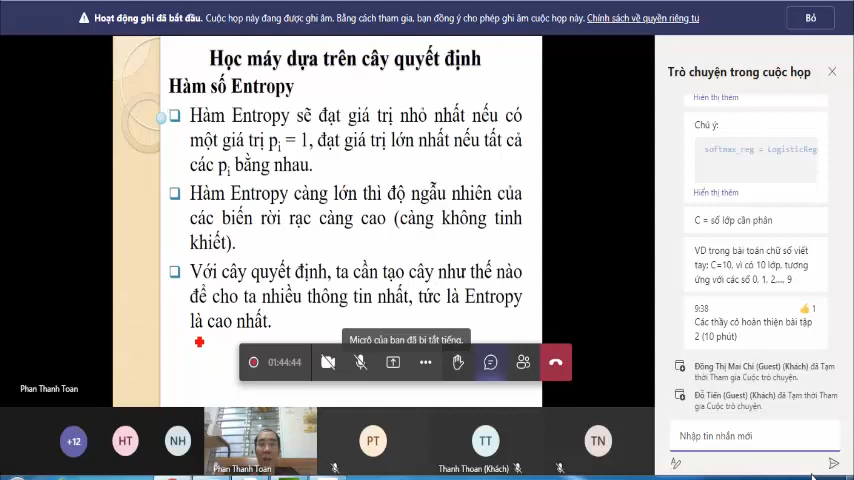 Hoạt động ghi đã bắt đầu. Cuộc họp này đang được ghi âm. Bằng cách tham gia, bạn đồng ý cho phép ghi âm cuộc họp này. Chính sách về quyền riêng tư
Bỏ
Học máy dựa trên cây quyết định
Hàm số Entropy
Hàm Entropy sẽ đạt giá trị nhỏ nhất nếu có
một giá trị pi = 1, đạt giá trị lớn nhất nếu tất cả
các pi bằng nhau.
Hàm Entropy càng lớn thì độ ngẫu nhiên của
các biến rời rạc càng cao (càng không tinh
khiết).
Với cây quyết định, ta cần tạo cây như thế nào
để cho ta nhiều thông tin nhất, tức là Entropy
là cao nhất.
Micrô của bạn đã bị tắt tiếng.
01:44:44
Phan Thanh Toan
+12
HT
NH
Phan Thanh Toan
PT
TT
Thanh Thoan (Khách)
TN
Trò chuyện trong cuộc họp
Hiển thị thêm
Chú ý:
softmax_reg = LogisticReg
Hiển thị thêm
C = số lớp cần phân
VD trong bài toán chữ số viết
tay: C=10, vì có 10 lớp, tương
ứng với các số 0, 1, 2,..., 9
9:38
1
Các thầy cô hoàn thiện bài tập
2 (10 phút)
Đồng Thị Mai Chi (Guest) (Khách) đã Tạm
thời Tham gia Cuộc trò chuyện.
Đỗ Tiến (Guest) (Khách) đã Tạm thời Tham
gia Cuộc trò chuyện.
Nhập tin nhắn mới